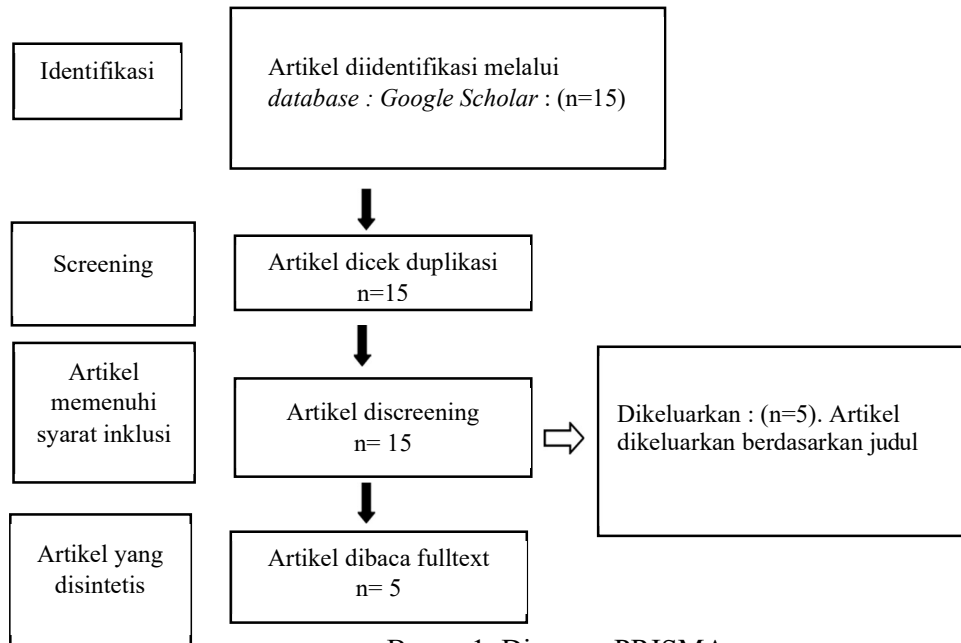 Identifikasi
Artikel diidentifikasi melalui
database : Google Scholar : (n=15)
Screening
Artikel dicek duplikasi
n=15
Artikel
memenuhi
syarat inklusi
Artikel discreening
n= 15
Dikeluarkan : (n=5). Artikel
dikeluarkan berdasarkan judul
Artikel yang
disintetis
Artikel dibaca fulltext
n= 5